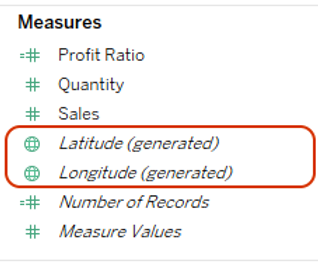 Measures
Profit Ratio
Quantity
Sales
Latitude (generated)
Longitude (generated)
Number of Records
Measure Values